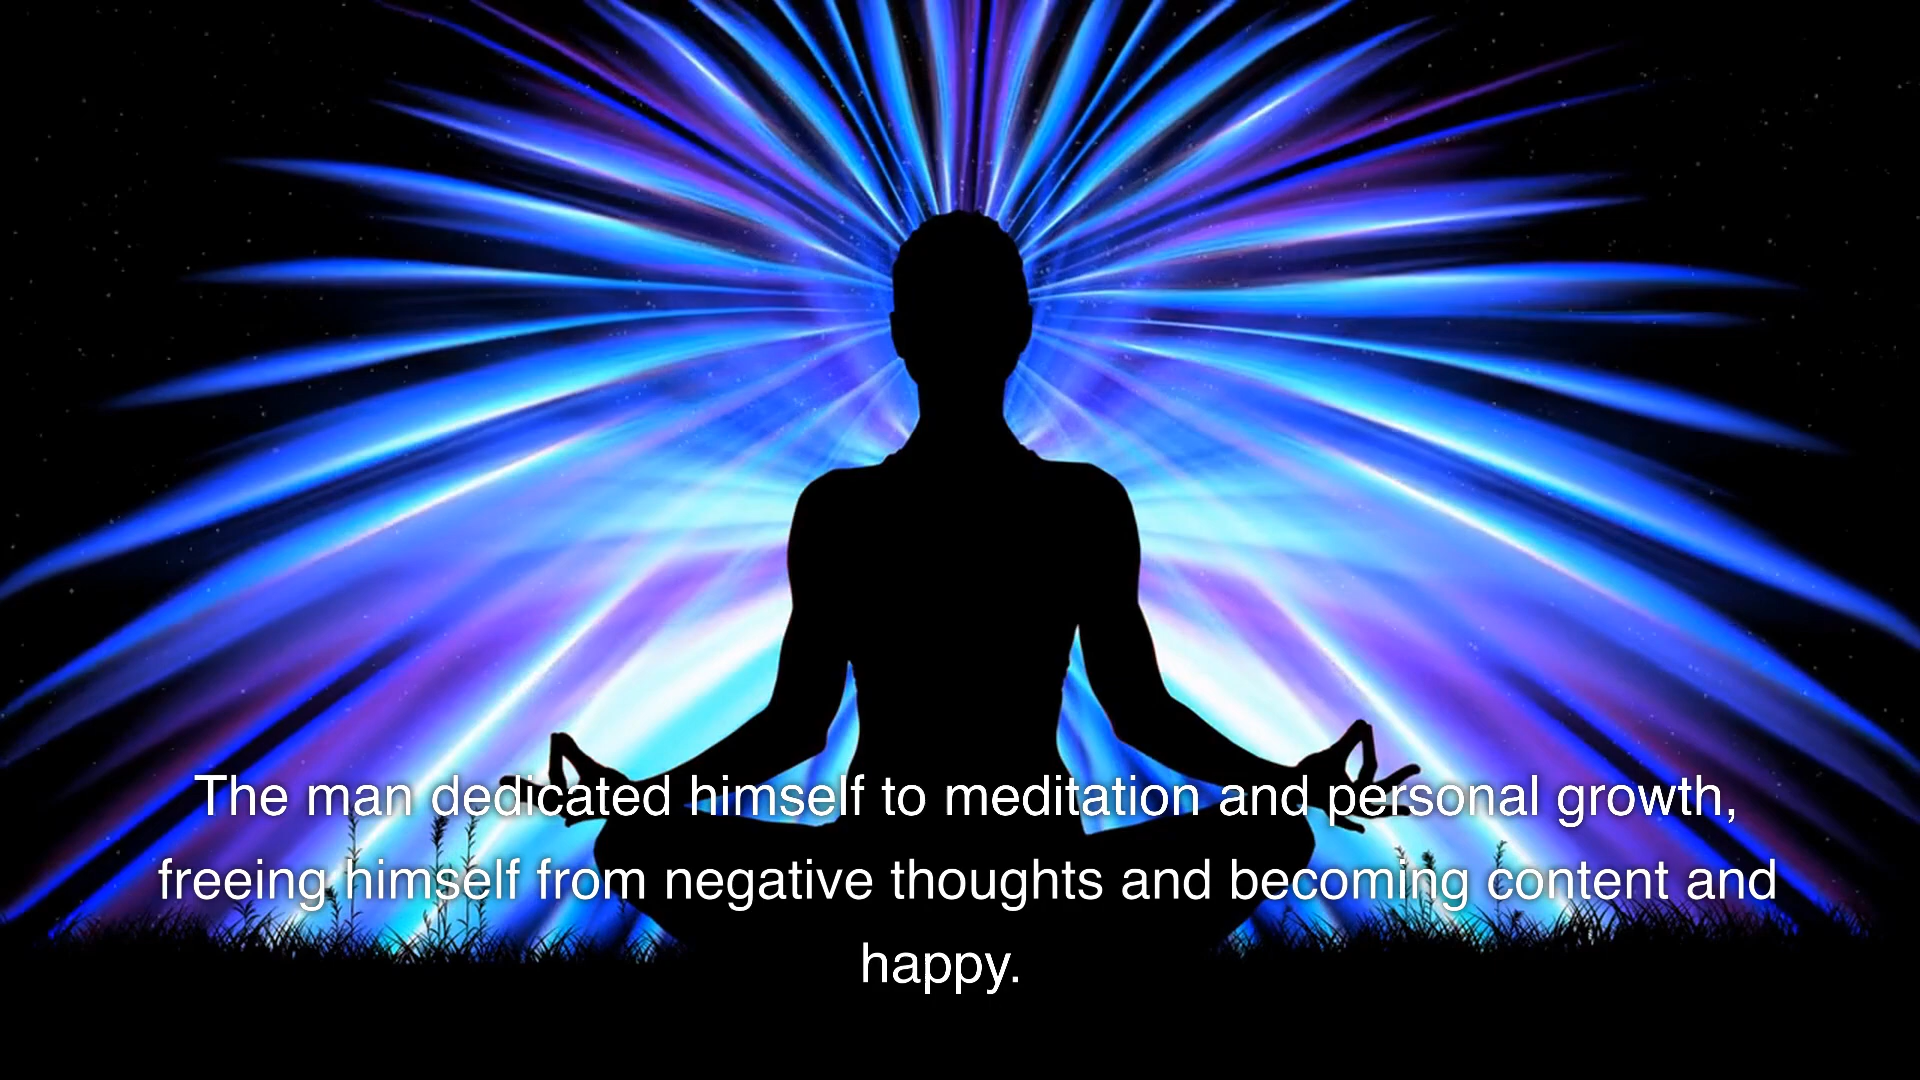 The man dedicated himself to meditation and personal growth,
freeing himself from negative thoughts and becoming content and
happy.